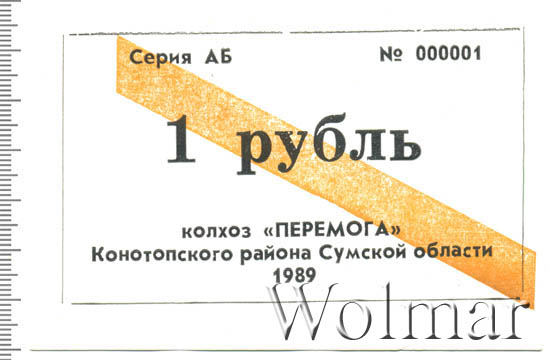 Серия АБ № 000001
1 рубль
колхоз «ПЕРЕМОГА»
Конотопского района Сумской области
1989
Wolmar